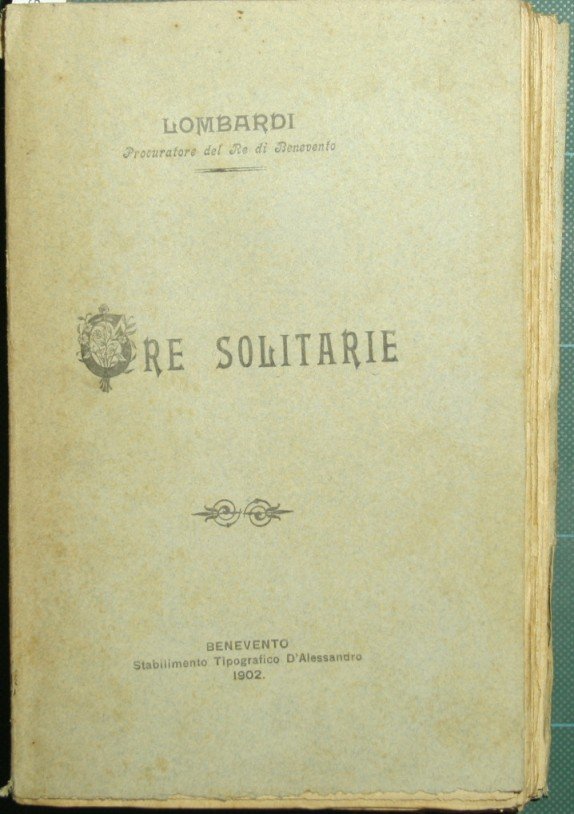 LOMBARDI
Procuratore del Re di Benevento
ORE SOLITARIE
BENEVENTO
Stabilimento Tipografico D'Alessandro
1902.